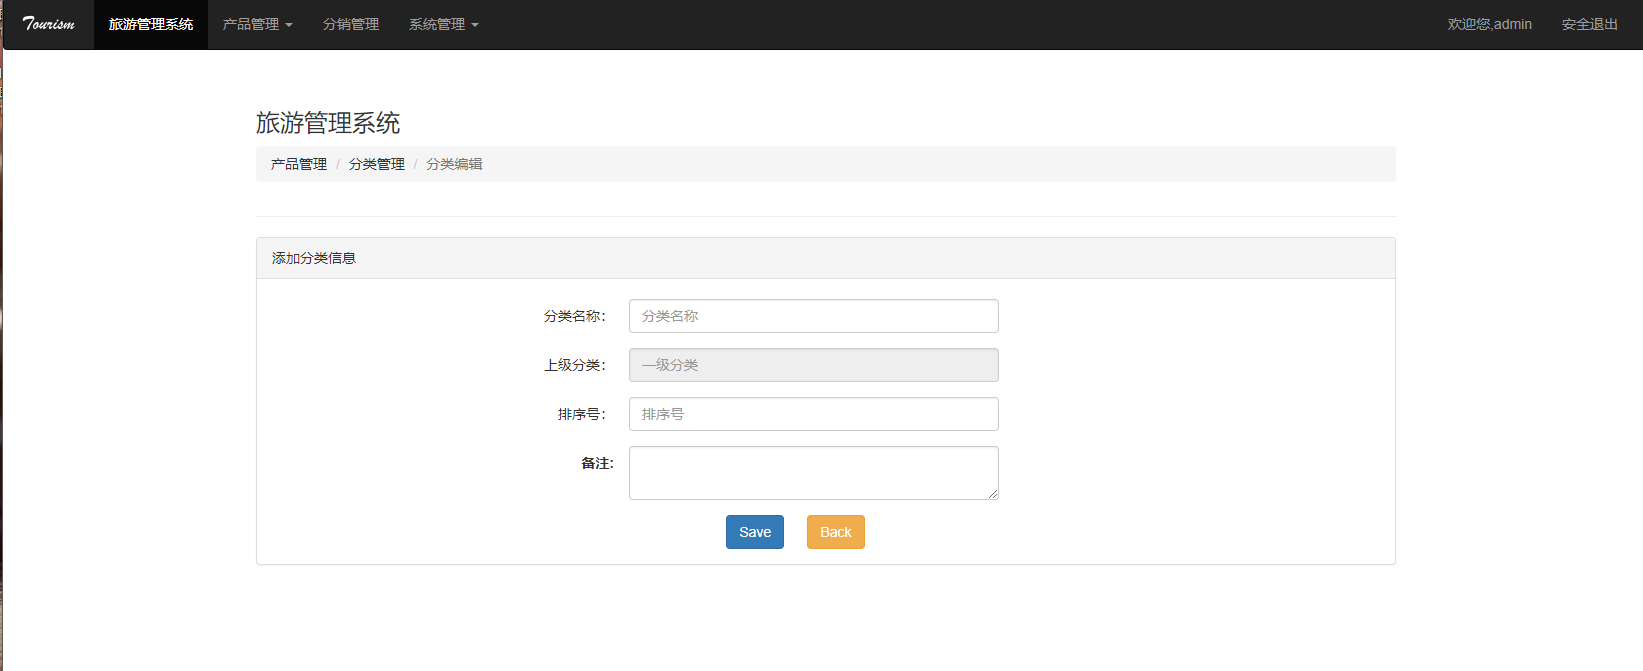 Tourism 旅游管理系统 产品管理 分销管理 系统管理 欢迎您,admin 安全退出
旅游管理系统
产品管理 / 分类管理 / 分类编辑
添加分类信息
分类名称： 分类名称
上级分类： 一级分类
排序号： 排序号
备注:
Save Back